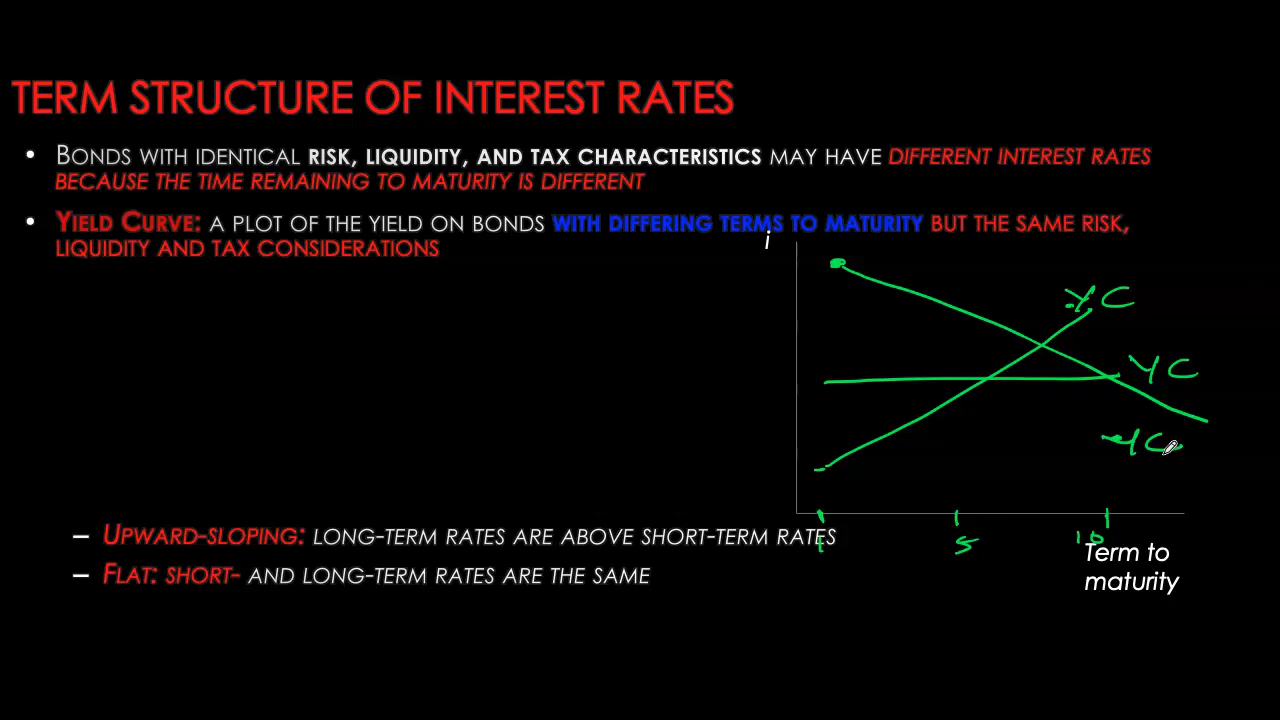 TERM STRUCTURE OF INTEREST RATES
• BONDS WITH IDENTICAL RISK, LIQUIDITY, AND TAX CHARACTERISTICS MAY HAVE DIFFERENT INTEREST RATES
BECAUSE THE TIME REMAINING TO MATURITY IS DIFFERENT
• YIELD CURVE: A PLOT OF THE YIELD ON BONDS WITH DIFFERING TERMS TO MATURITY BUT THE SAME RISK,
LIQUIDITY AND TAX CONSIDERATIONS
i
YC
YC
YC
– UPWARD-SLOPING: LONG-TERM RATES ARE ABOVE SHORT-TERM RATES
1 5 10
Term to
maturity
– FLAT: SHORT- AND LONG-TERM RATES ARE THE SAME